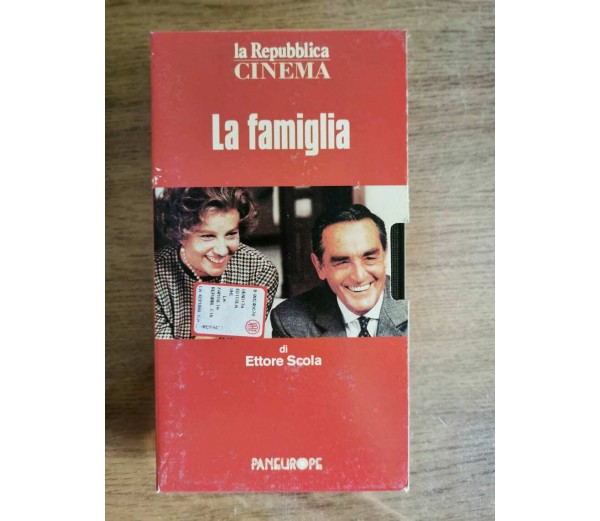 la Repubblica
CINEMA
La famiglia
di
Ettore Scola
PANEUROPE